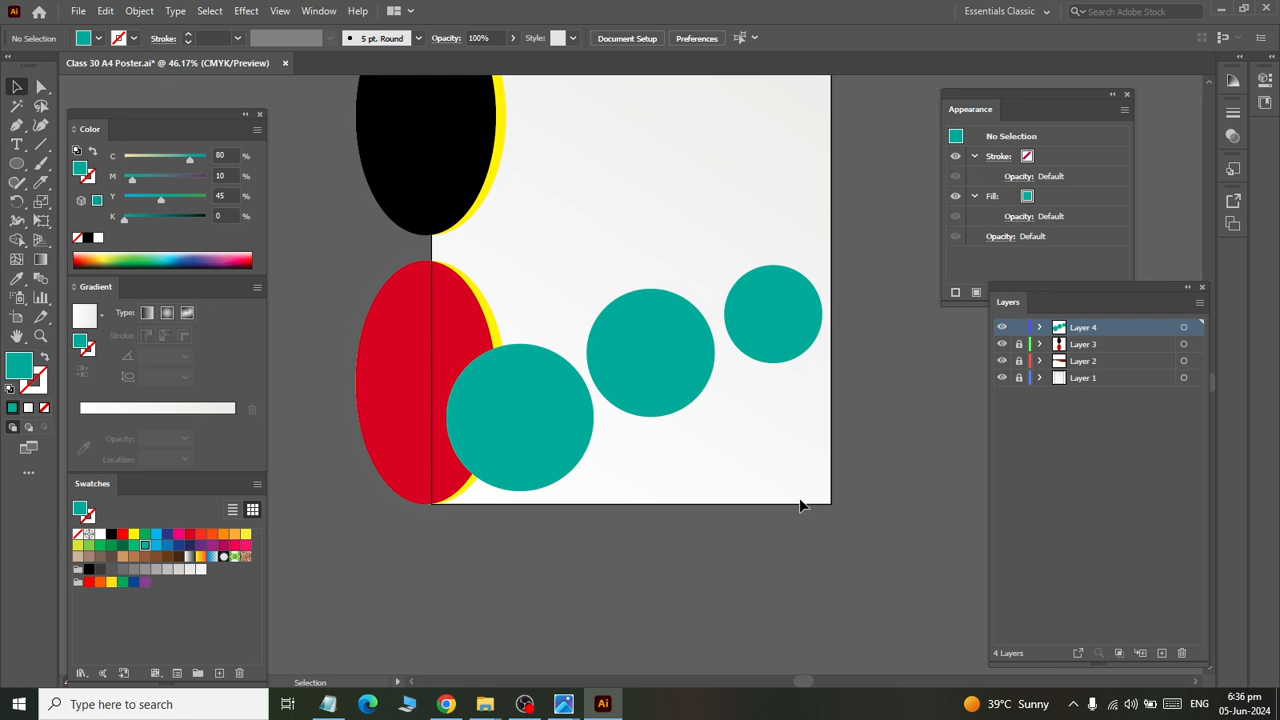 Ai File Edit Object Type Select Effect View Window Help Essentials Classic Search Adobe Stock
No Selection Stroke: 5 pt. Round Opacity: 100% Style: Document Setup Preferences
Class 30 A4 Poster.ai* @ 46.17% (CMYK/Preview)
Color
C 80 %
M 10 %
Y 45 %
K 0 %
Gradient
Type:
Stroke:
Opacity:
Location:
Swatches
Appearance
No Selection
Stroke:
Opacity: Default
Fill:
Opacity: Default
Opacity: Default
Layers
Layer 4
Layer 3
Layer 2
Layer 1
4 Layers
Selection
Type here to search
Ai
39°C Sunny
ENG
6:36 pm
05-Jun-2024